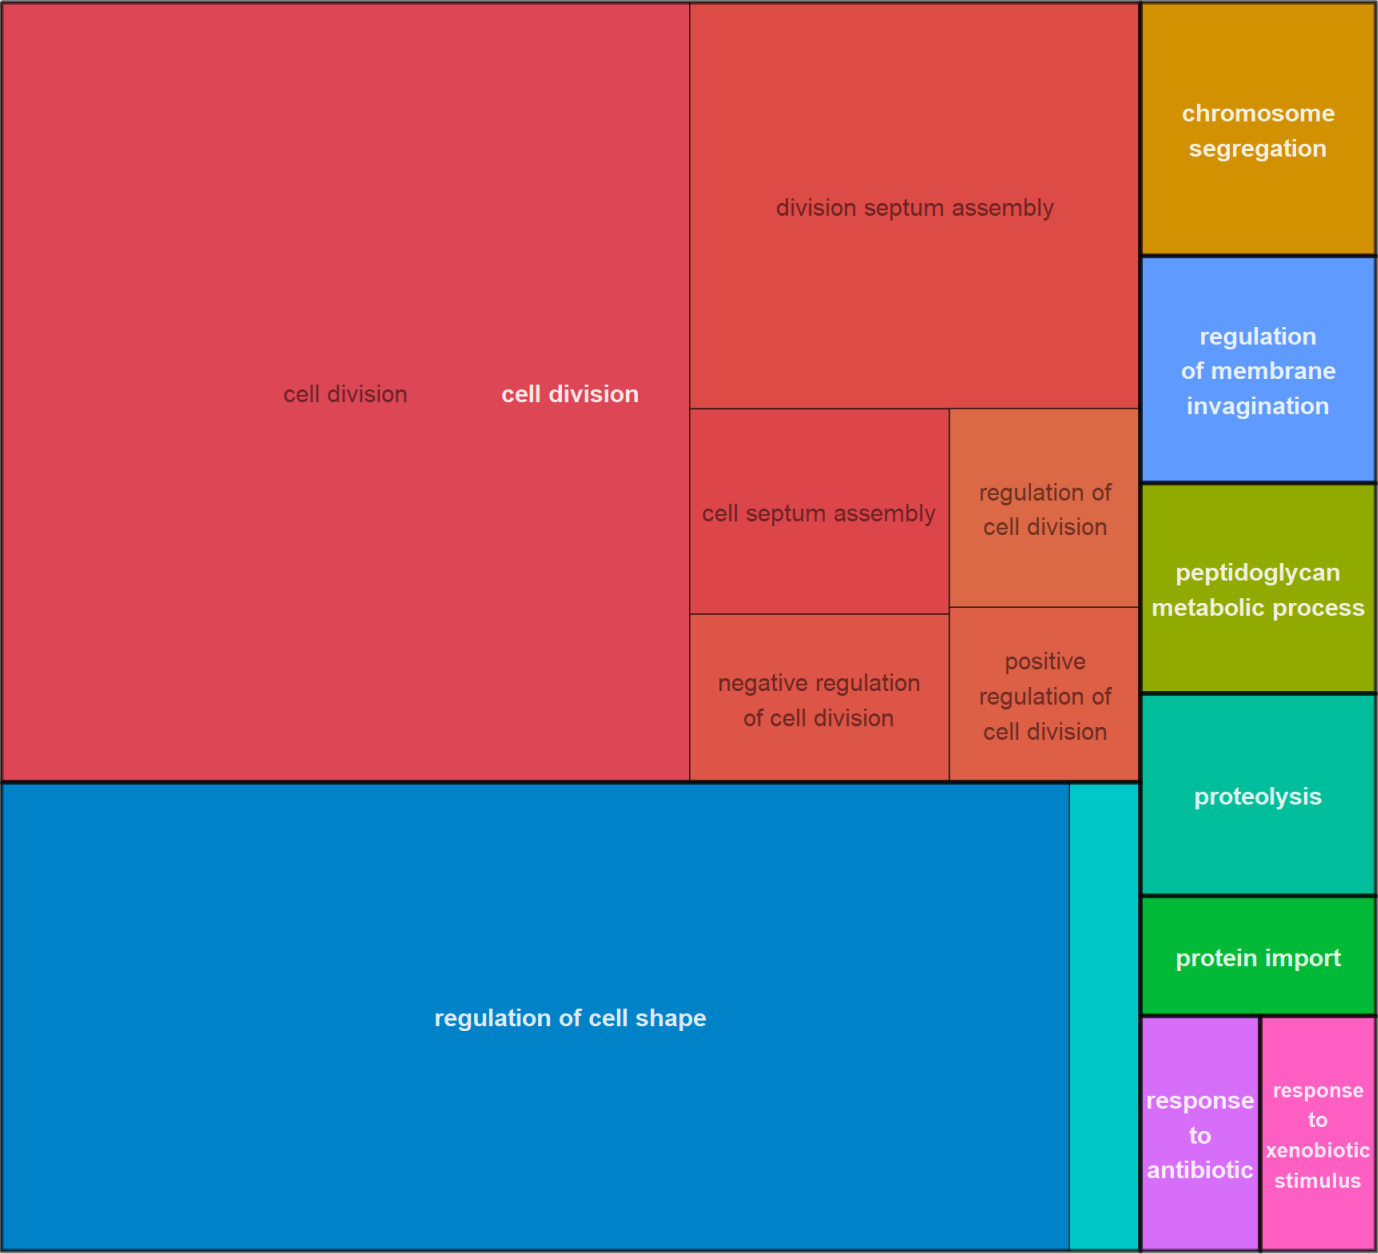 cell division
cell division
division septum assembly
cell septum assembly
regulation of
cell division
negative regulation
of cell division
positive
regulation of
cell division
regulation of cell shape
chromosome
segregation
regulation
of membrane
invagination
peptidoglycan
metabolic process
proteolysis
protein import
response
to
antibiotic
response
to
xenobiotic
stimulus